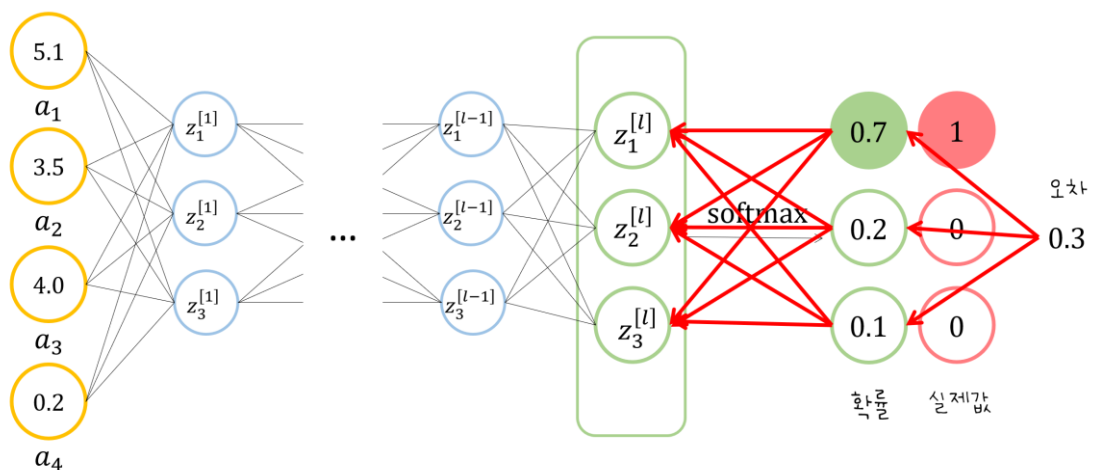 5.1
a₁
3.5
a₂
4.0
a₃
0.2
a₄
z₁^[1]
z₂^[1]
z₃^[1]
...
z₁^[l−1]
z₂^[l−1]
z₃^[l−1]
z₁^[l]
z₂^[l]
z₃^[l]
softmax
0.7
0.2
0.1
확률
1
0
0
실제값
오차
0.3